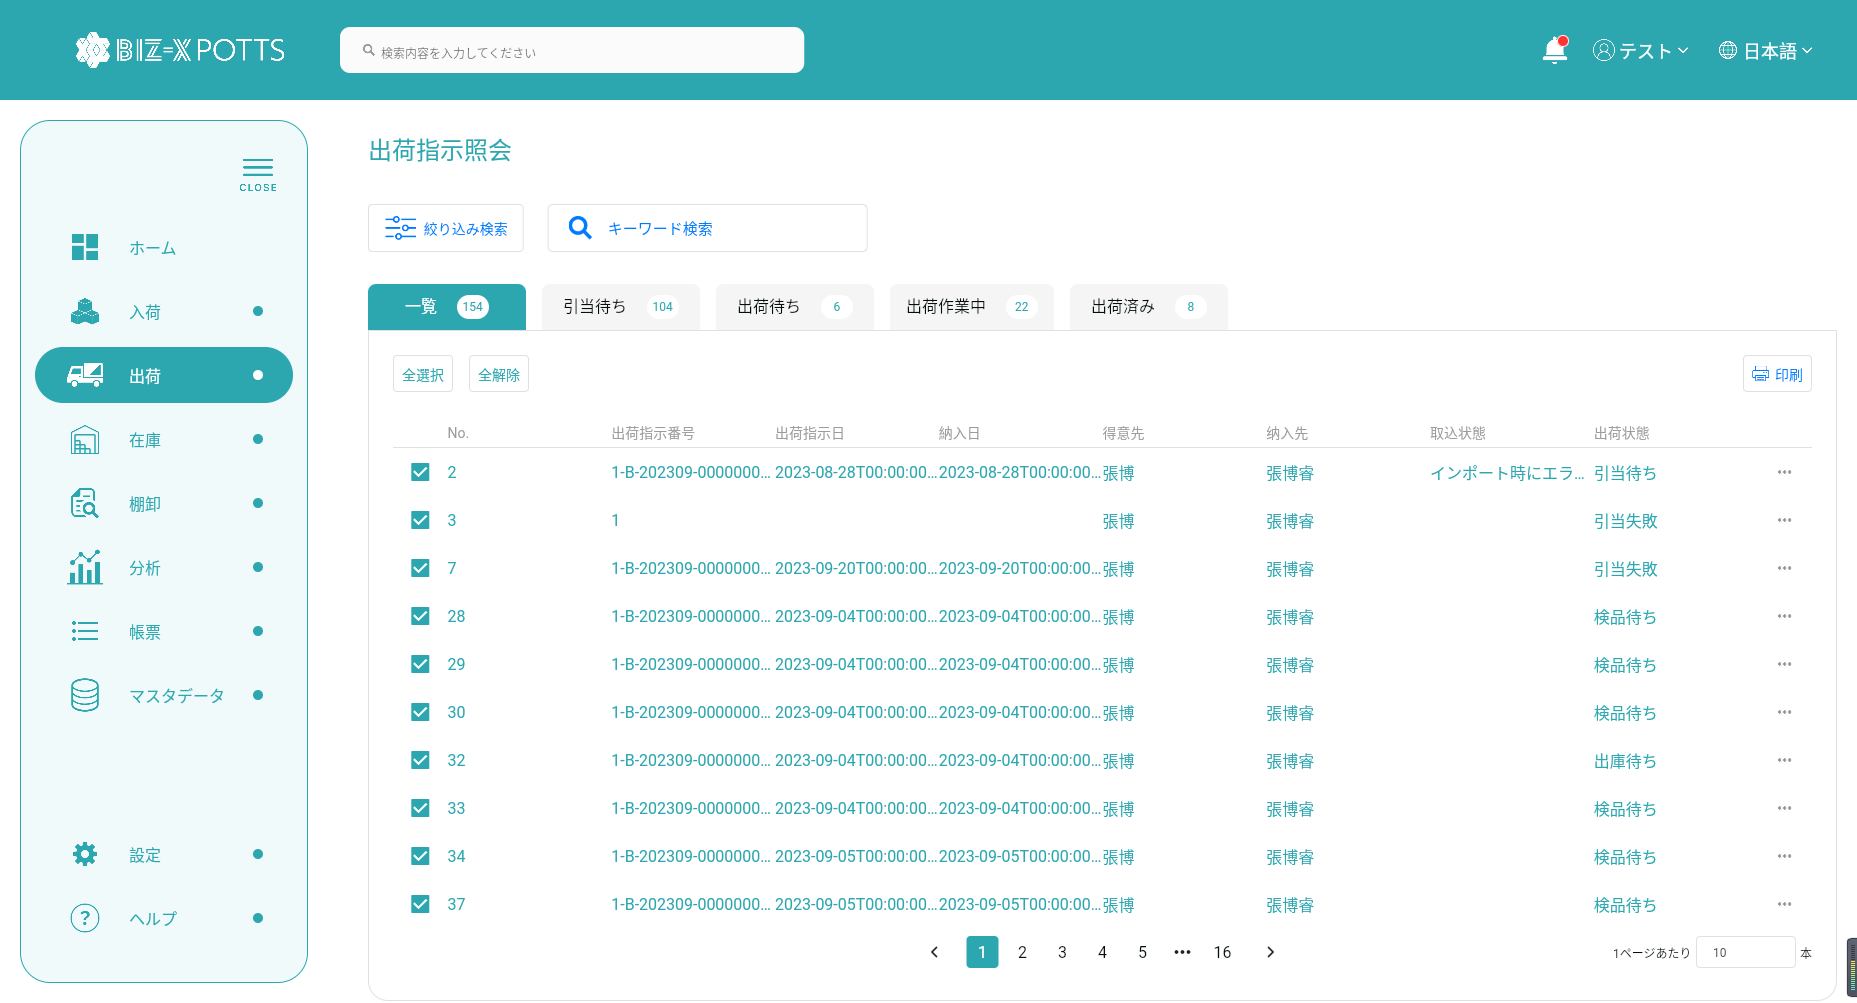 BIZ=X POTTS
検索内容を入力してください
テスト
日本語
CLOSE
ホーム
入荷
出荷
在庫
棚卸
分析
帳票
マスタデータ
設定
ヘルプ
出荷指示照会
絞り込み検索
キーワード検索
一覧 154
引当待ち 104
出荷待ち 6
出荷作業中 22
出荷済み 8
全選択
全解除
印刷
No. 出荷指示番号 出荷指示日 納入日 得意先 納入先 取込状態 出荷状態
2 1-B-202309-0000000... 2023-08-28T00:00:00... 2023-08-28T00:00:00... 張博 張博睿 インポート時にエラ... 引当待ち ...
3 1 張博 張博睿 引当失敗 ...
7 1-B-202309-0000000... 2023-09-20T00:00:00... 2023-09-20T00:00:00... 張博 張博睿 引当失敗 ...
28 1-B-202309-0000000... 2023-09-04T00:00:00... 2023-09-04T00:00:00... 張博 張博睿 検品待ち ...
29 1-B-202309-0000000... 2023-09-04T00:00:00... 2023-09-04T00:00:00... 張博 張博睿 検品待ち ...
30 1-B-202309-0000000... 2023-09-04T00:00:00... 2023-09-04T00:00:00... 張博 張博睿 検品待ち ...
32 1-B-202309-0000000... 2023-09-04T00:00:00... 2023-09-04T00:00:00... 張博 張博睿 出庫待ち ...
33 1-B-202309-0000000... 2023-09-04T00:00:00... 2023-09-04T00:00:00... 張博 張博睿 検品待ち ...
34 1-B-202309-0000000... 2023-09-05T00:00:00... 2023-09-05T00:00:00... 張博 張博睿 検品待ち ...
37 1-B-202309-0000000... 2023-09-05T00:00:00... 2023-09-05T00:00:00... 張博 張博睿 検品待ち ...
1 2 3 4 5 ... 16
1ページあたり 10 本